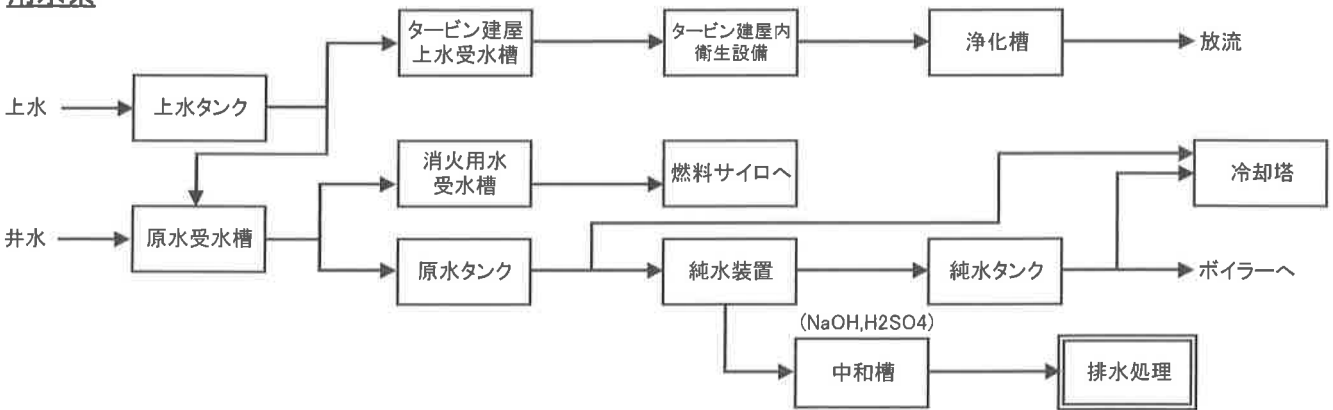 タービン建屋
上水受水槽
タービン建屋内
衛生設備
浄化槽
放流
上水
上水タンク
消火用水
受水槽
燃料サイロへ
冷却塔
井水
原水受水槽
原水タンク
純水装置
純水タンク
ボイラーへ
(NaOH,H2SO4)
中和槽
排水処理